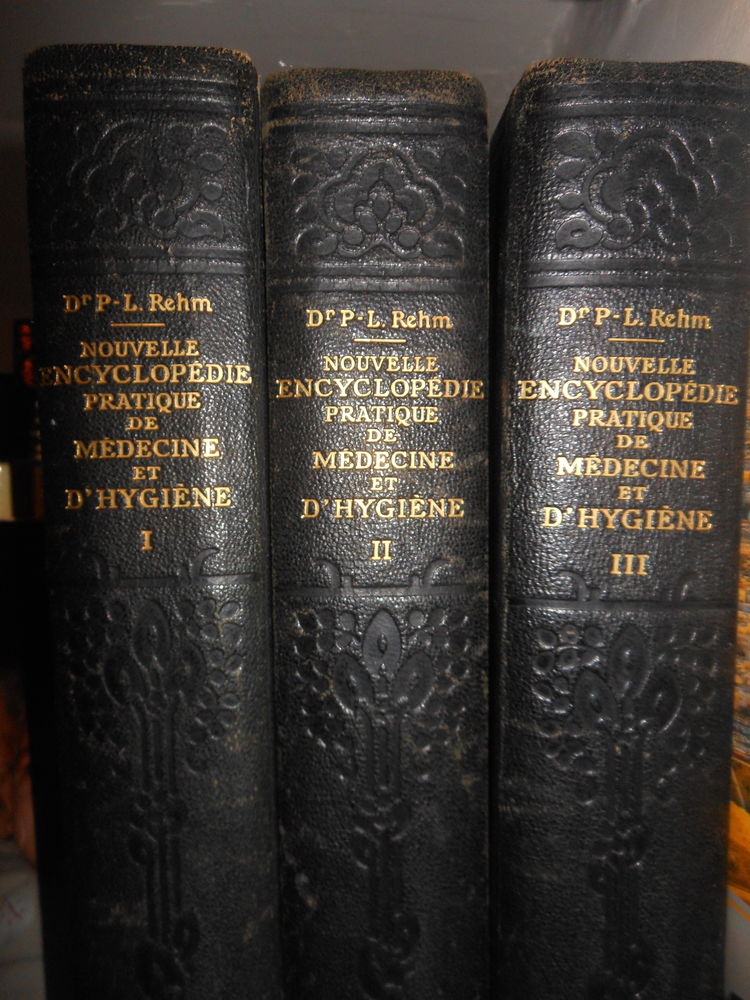 Dr P-L. Rehm
NOUVELLE
ENCYCLOPÉDIE
PRATIQUE
DE
MÉDECINE
ET
D'HYGIÈNE
I
Dr P-L. Rehm
NOUVELLE
ENCYCLOPÉDIE
PRATIQUE
DE
MÉDECINE
ET
D'HYGIÈNE
II
Dr P-L. Rehm
NOUVELLE
ENCYCLOPÉDIE
PRATIQUE
DE
MÉDECINE
ET
D'HYGIÈNE
III